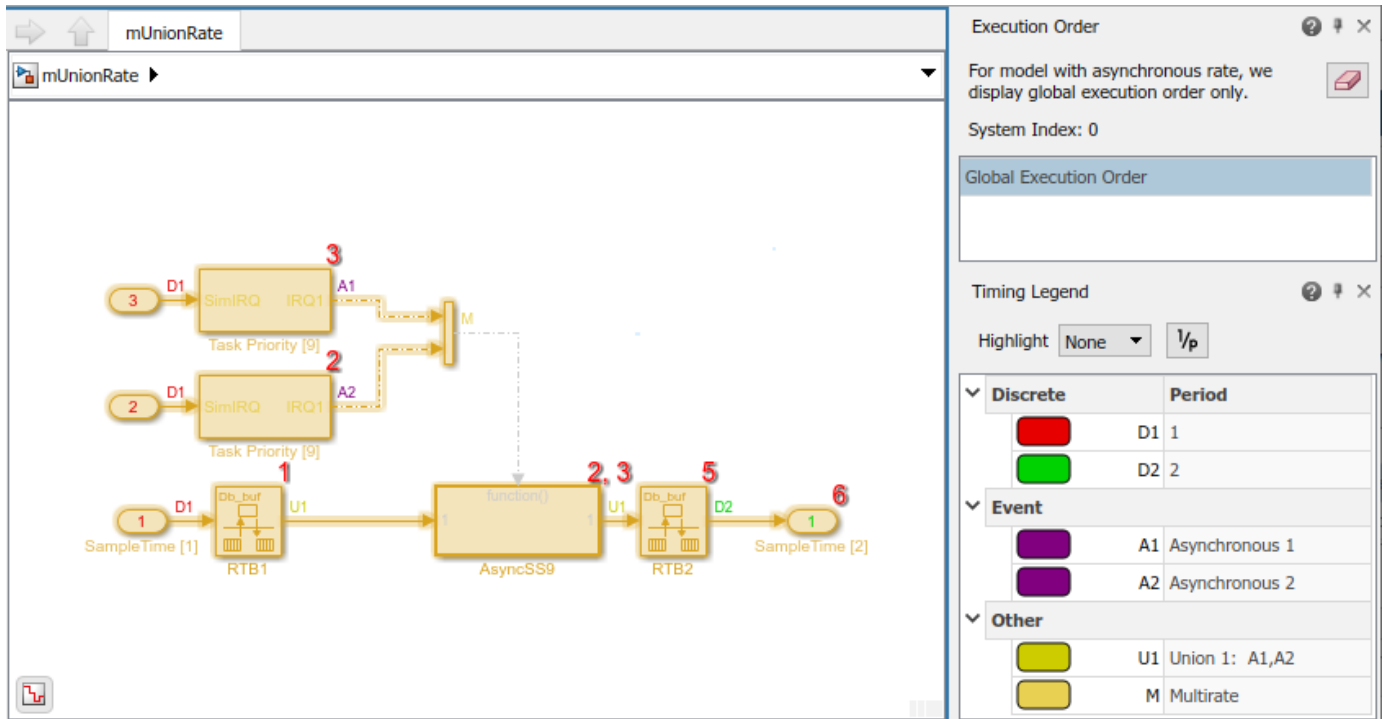 mUnionRate
mUnionRate
3
3
D1
SimIRQ
IRQ1
A1
M
Task Priority [9]
2
2
D1
SimIRQ
IRQ1
A2
Task Priority [9]
1
2, 3
5
6
1
D1
Db_buf
U1
function()
1
1
U1
Db_buf
D2
1
SampleTime [1]
RTB1
AsyncSS9
RTB2
SampleTime [2]
Execution Order
For model with asynchronous rate, we
display global execution order only.
System Index: 0
Global Execution Order
Timing Legend
Highlight None 1/p
Discrete Period
D1 1
D2 2
Event
A1 Asynchronous 1
A2 Asynchronous 2
Other
U1 Union 1: A1,A2
M Multirate